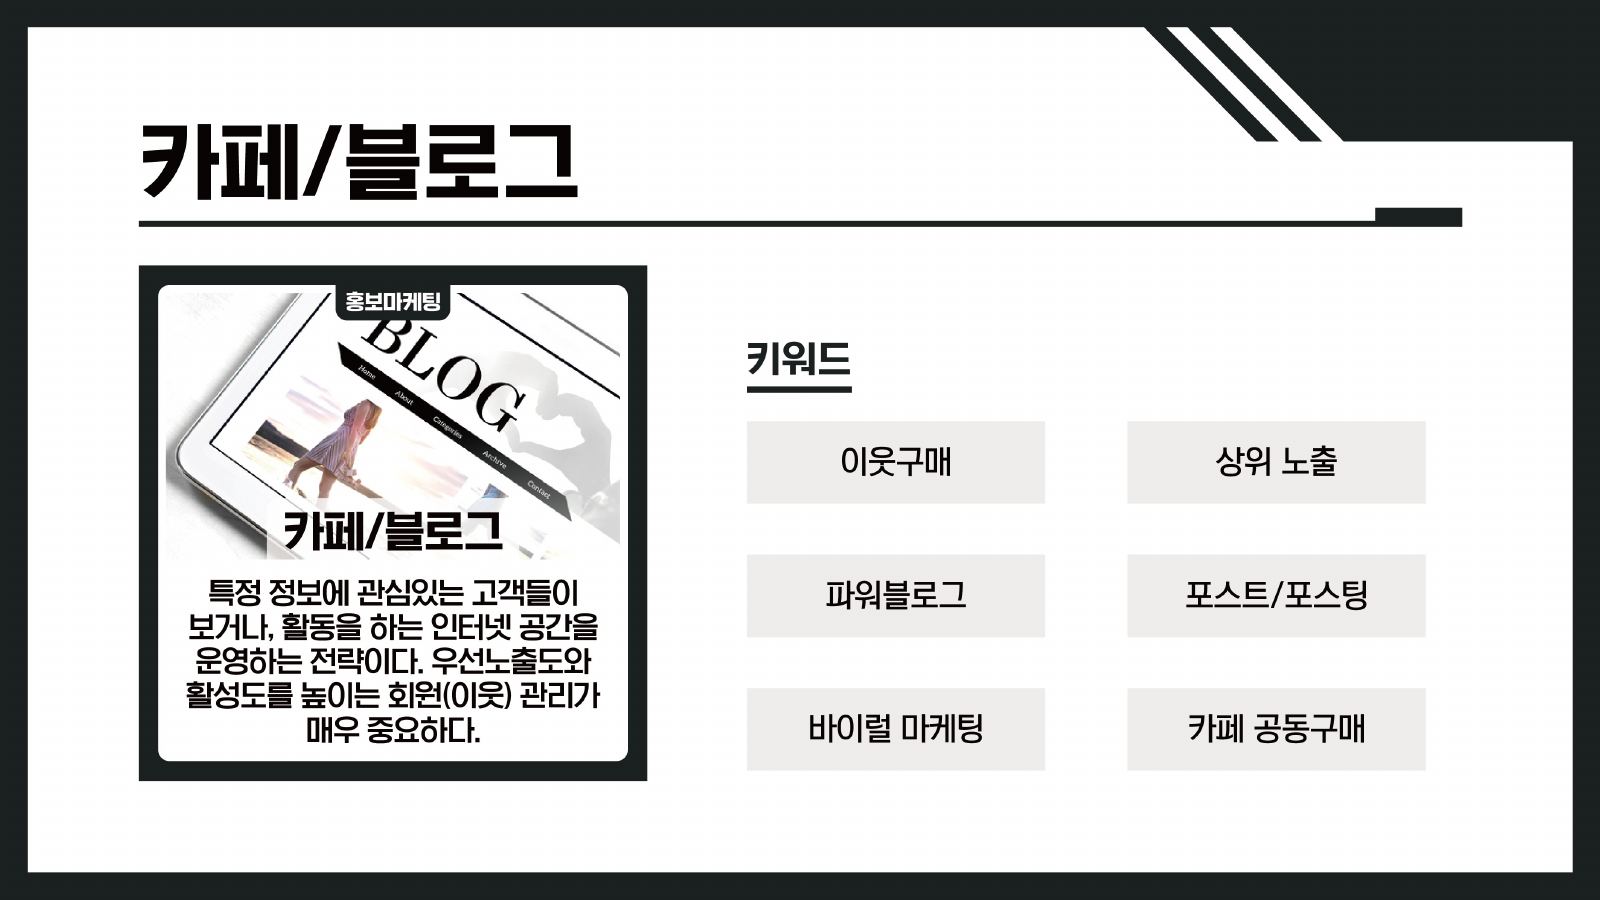 카페/블로그
홍보마케팅
BLOG
Home
About
Categories
Archive
Contact
카페/블로그
특정 정보에 관심있는 고객들이
보거나, 활동을 하는 인터넷 공간을
운영하는 전략이다. 우선노출도와
활성도를 높이는 회원(이웃) 관리가
매우 중요하다.
키워드
이웃구매
상위 노출
파워블로그
포스트/포스팅
바이럴 마케팅
카페 공동구매